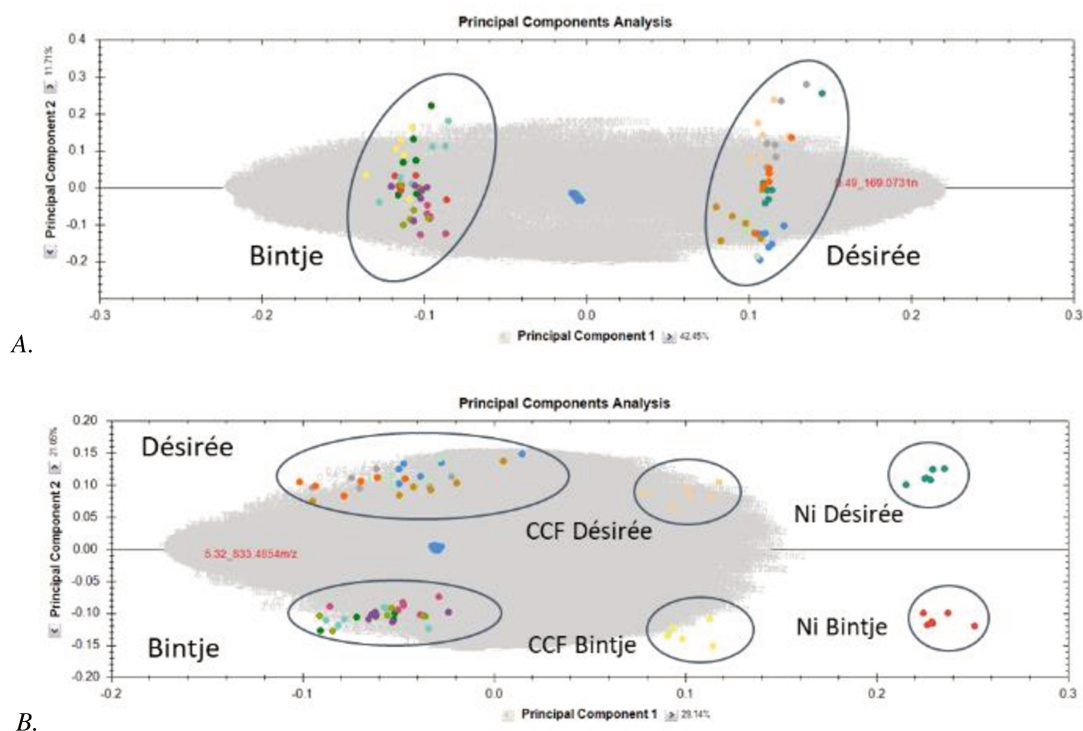 Principal Components Analysis
Principal Component 2 11.71%
0.4
0.3
0.2
0.1
0.0
-0.1
-0.2
Bintje
Désirée
-0.3
-0.2
-0.1
0.0
0.1
0.2
0.3
Principal Component 1 42.45%
A.
Principal Components Analysis
Principal Component 2
0.20
0.15
0.10
0.05
0.00
-0.05
-0.10
-0.15
-0.20
Désirée
CCF Désirée
Ni Désirée
Bintje
CCF Bintje
Ni Bintje
-0.2
-0.1
0.0
0.1
0.2
0.3
Principal Component 1
B.